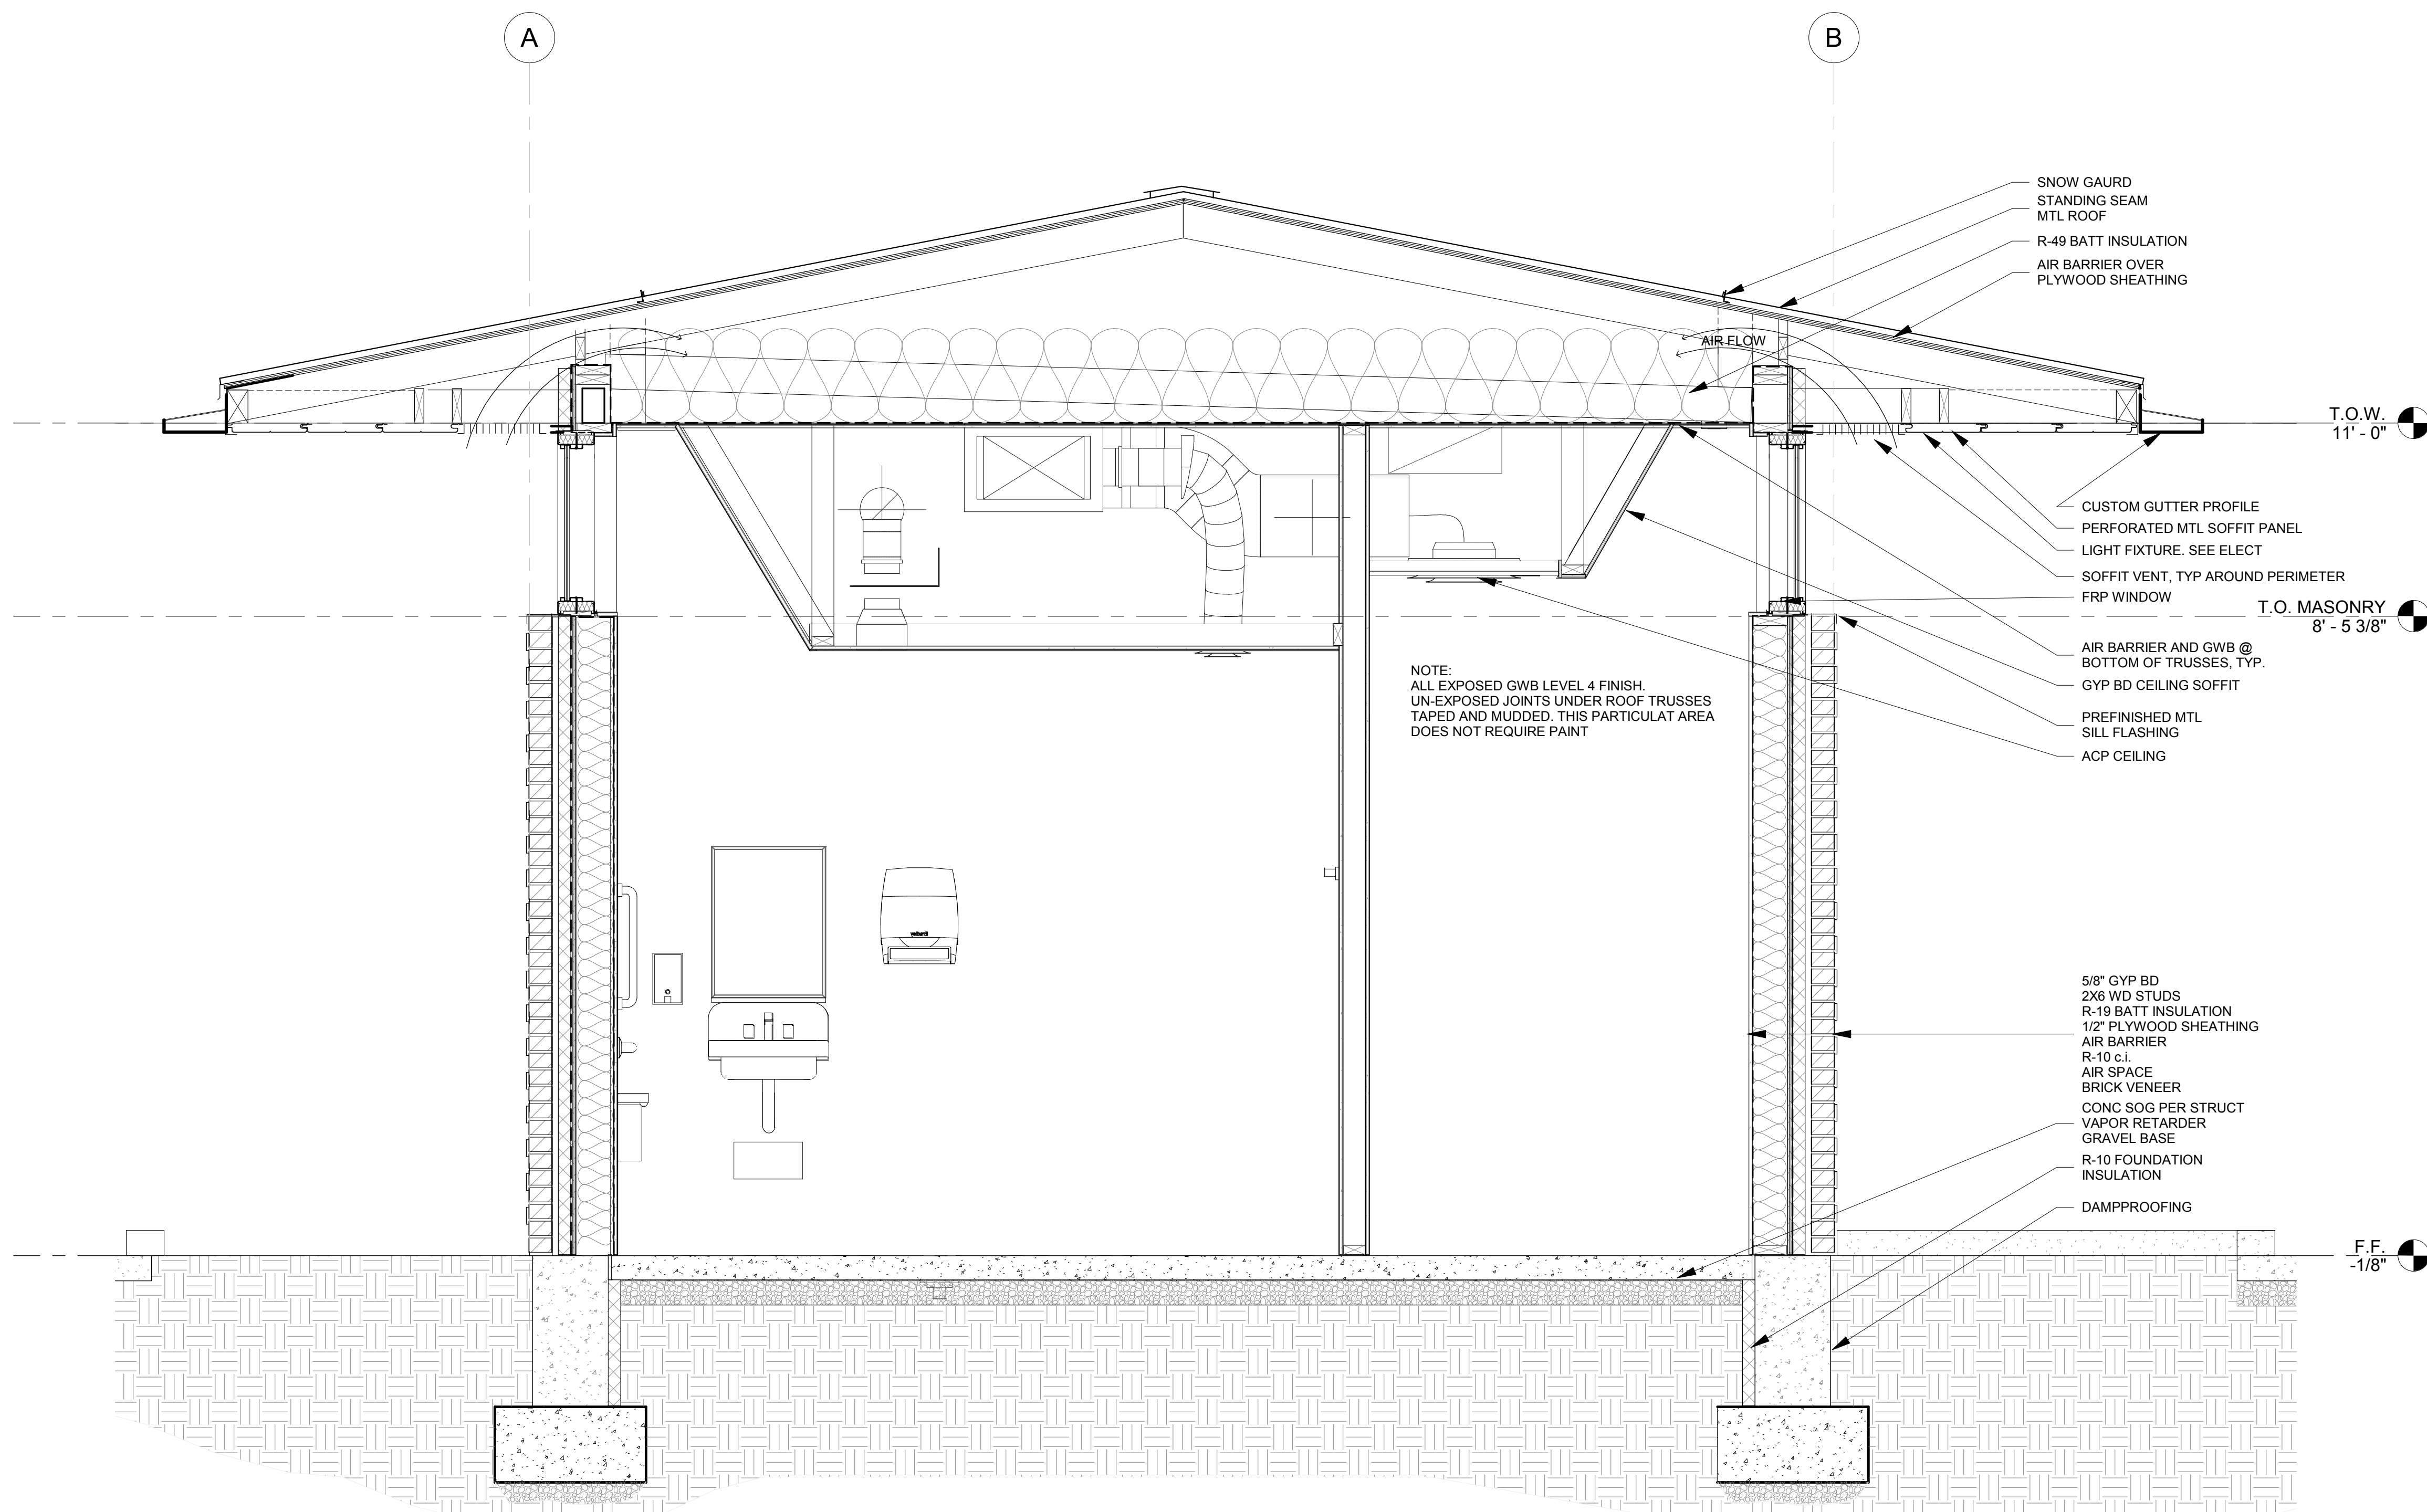 A
B
SNOW GAURD
STANDING SEAM
MTL ROOF
R-49 BATT INSULATION
AIR BARRIER OVER
PLYWOOD SHEATHING
AIR FLOW
T.O.W.
11' - 0"
CUSTOM GUTTER PROFILE
PERFORATED MTL SOFFIT PANEL
LIGHT FIXTURE. SEE ELECT
SOFFIT VENT, TYP AROUND PERIMETER
FRP WINDOW
T.O. MASONRY
8' - 5 3/8"
AIR BARRIER AND GWB @
BOTTOM OF TRUSSES, TYP.
GYP BD CEILING SOFFIT
PREFINISHED MTL
SILL FLASHING
ACP CEILING
NOTE:
ALL EXPOSED GWB LEVEL 4 FINISH.
UN-EXPOSED JOINTS UNDER ROOF TRUSSES
TAPED AND MUDDED. THIS PARTICULAT AREA
DOES NOT REQUIRE PAINT
5/8" GYP BD
2X6 WD STUDS
R-19 BATT INSULATION
1/2" PLYWOOD SHEATHING
AIR BARRIER
R-10 c.i.
AIR SPACE
BRICK VENEER
CONC SOG PER STRUCT
VAPOR RETARDER
GRAVEL BASE
R-10 FOUNDATION
INSULATION
DAMPPROOFING
F.F.
-1/8"